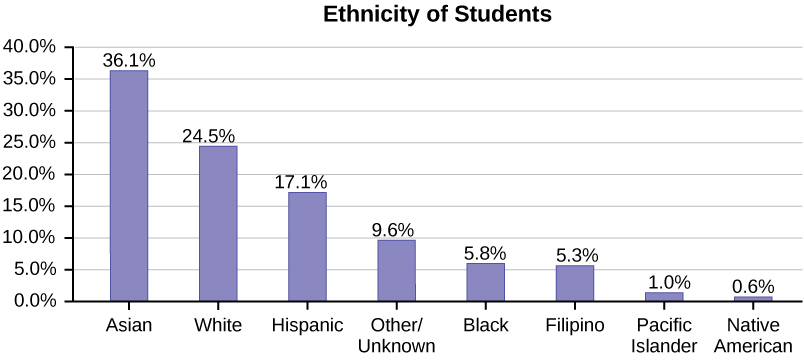 Ethnicity of Students
40.0%
35.0%
30.0%
25.0%
20.0%
15.0%
10.0%
5.0%
0.0%
36.1%
24.5%
17.1%
9.6%
5.8%
5.3%
1.0%
0.6%
Asian
White
Hispanic
Other/
Unknown
Black
Filipino
Pacific
Islander
Native
American